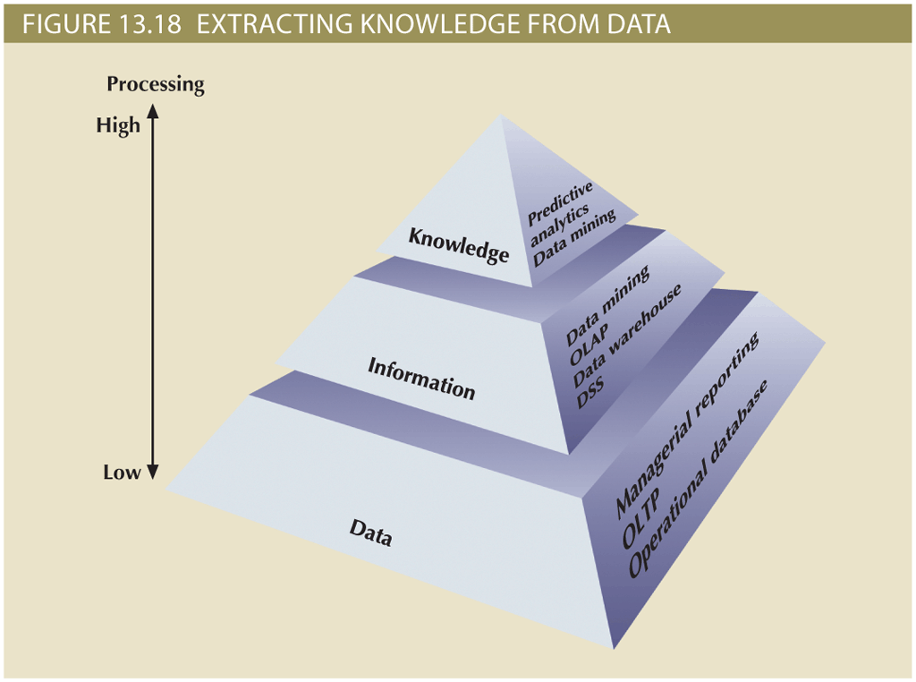 FIGURE 13.18 EXTRACTING KNOWLEDGE FROM DATA
Processing
High
Low
Knowledge
Predictive
analytics
Data mining
Information
Data mining
OLAP
Data warehouse
DSS
Data
Managerial reporting
OLTP
Operational database